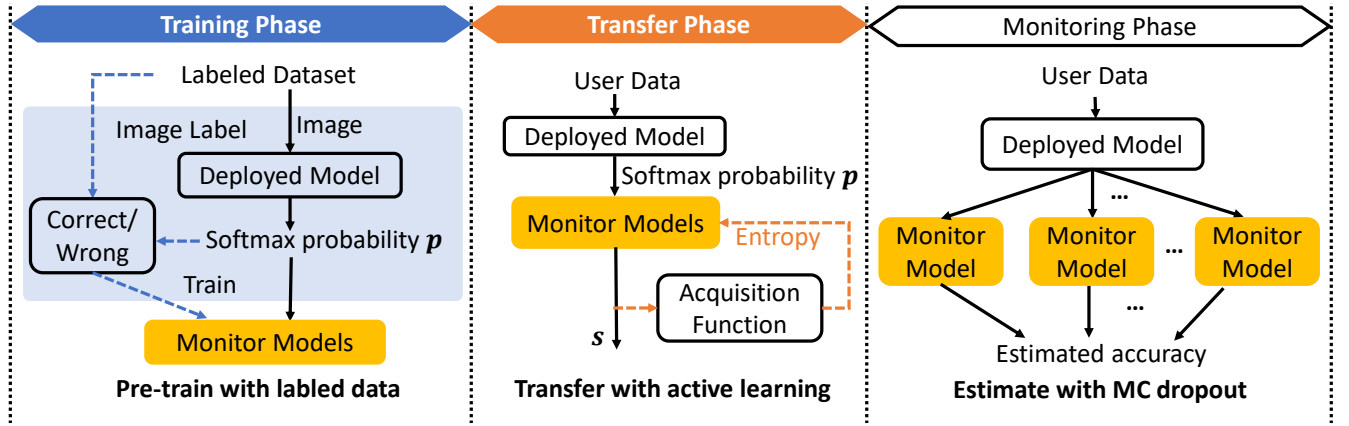 Training Phase
Labeled Dataset
Image Label
Image
Deployed Model
Correct/
Wrong
Softmax probability p
Train
Monitor Models
Pre-train with labled data
Transfer Phase
User Data
Deployed Model
Softmax probability p
Monitor Models
Entropy
Acquisition
Function
s
Transfer with active learning
Monitoring Phase
User Data
Deployed Model
...
Monitor
Model
Monitor
Model
...
Monitor
Model
...
Estimated accuracy
Estimate with MC dropout